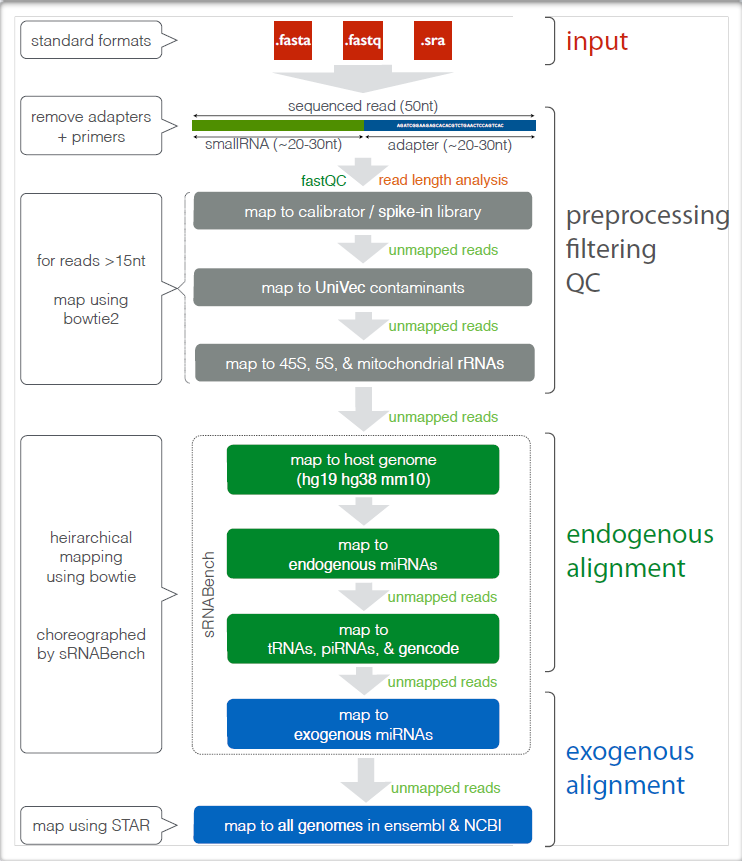 standard formats
.fasta
.fastq
.sra
input
remove adapters
+ primers
sequenced read (50nt)
AGATCGGAAGAGCACACGTCTGAACTCCAGTCAC
smallRNA (~20-30nt)
adapter (~20-30nt)
fastQC
read length analysis
preprocessing
filtering
QC
for reads >15nt
map using
bowtie2
map to calibrator / spike-in library
unmapped reads
map to UniVec contaminants
unmapped reads
map to 45S, 5S, & mitochondrial rRNAs
unmapped reads
heirarchical
mapping
using bowtie
choreographed
by sRNABench
sRNABench
map to host genome
(hg19 hg38 mm10)
map to
endogenous miRNAs
unmapped reads
map to
tRNAs, piRNAs, & gencode
unmapped reads
endogenous
alignment
map to
exogenous miRNAs
unmapped reads
exogenous
alignment
map using STAR
map to all genomes in ensembl & NCBI